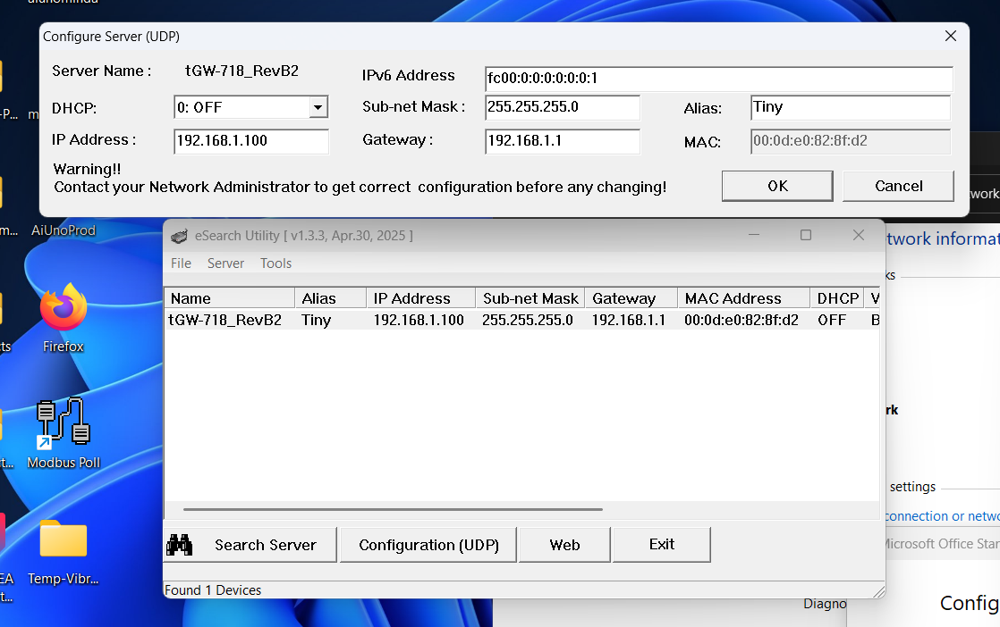 Configure Server (UDP)
Server Name :
tGW-718_RevB2
IPv6 Address
fc00:0:0:0:0:0:0:1
DHCP:
0: OFF
Sub-net Mask :
255.255.255.0
Alias:
Tiny
IP Address :
192.168.1.100
Gateway :
192.168.1.1
MAC:
00:0d:e0:82:8f:d2
Warning!!
Contact your Network Administrator to get correct  configuration before any changing!
OK
Cancel
eSearch Utility [ v1.3.3, Apr.30, 2025 ]
File Server Tools
Name Alias IP Address Sub-net Mask Gateway MAC Address DHCP V
tGW-718_RevB2 Tiny 192.168.1.100 255.255.255.0 192.168.1.1 00:0d:e0:82:8f:d2 OFF B
Search Server
Configuration (UDP)
Web
Exit
Found 1 Devices
AiUnoProd
Firefox
Modbus Poll
Temp-Vibr...
-P...
m...
cts
ct...
EA
t...
work
twork informat
ks
rk
settings
connection or netwo
Microsoft Office Star
Diagno
Config